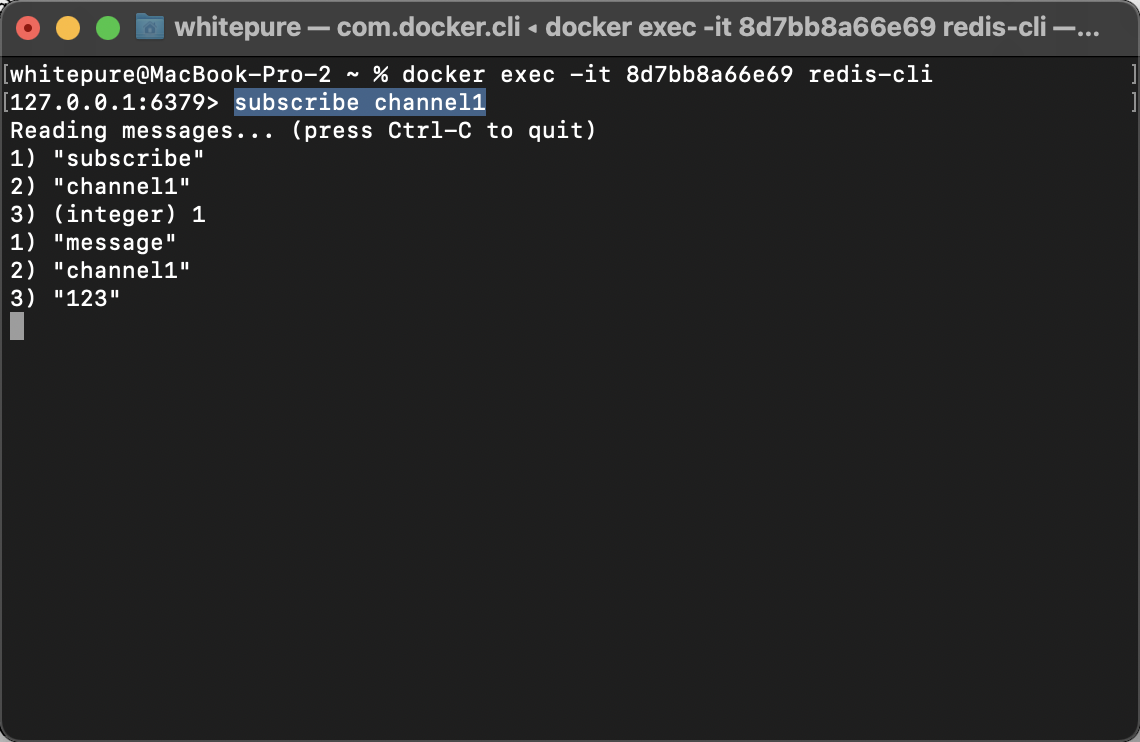 whitepure — com.docker.cli ◂ docker exec -it 8d7bb8a66e69 redis-cli —...
[whitepure@MacBook-Pro-2 ~ % docker exec -it 8d7bb8a66e69 redis-cli ]
[127.0.0.1:6379> subscribe channel1 ]
Reading messages... (press Ctrl-C to quit)
1) "subscribe"
2) "channel1"
3) (integer) 1
1) "message"
2) "channel1"
3) "123"